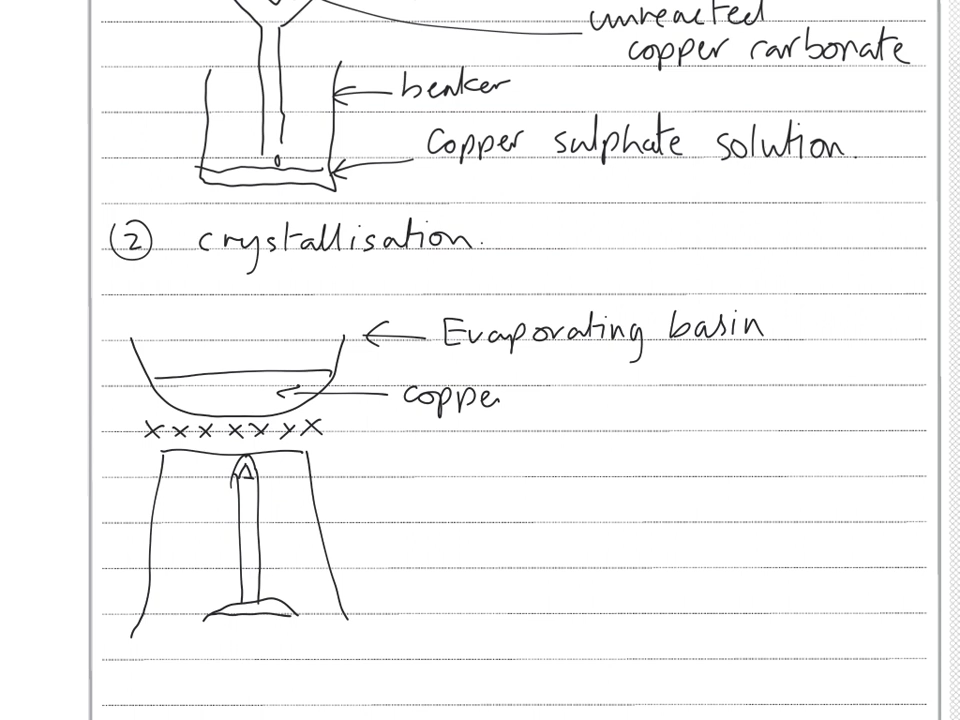 unreacted
copper carbonate
beaker
Copper sulphate solution.
② crystallisation.
Evaporating basin
coppe